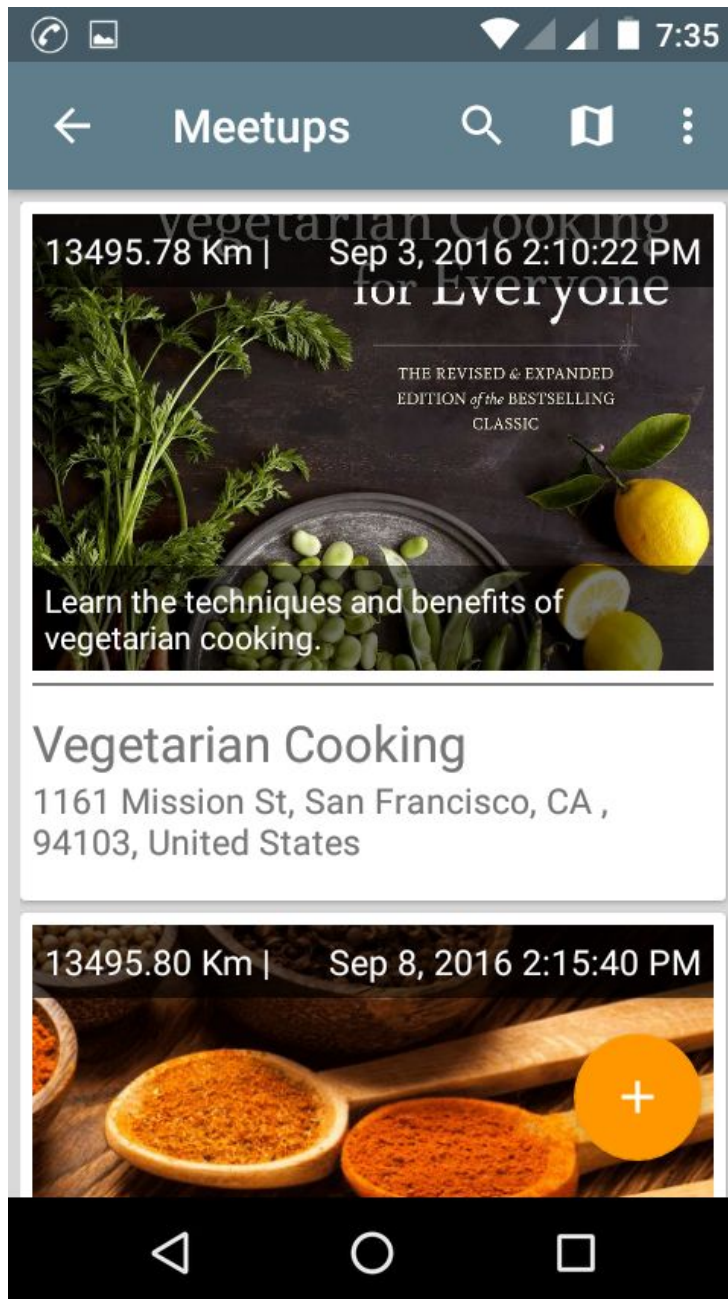 7:35
Meetups
Vegetarian Cooking
13495.78 Km | Sep 3, 2016 2:10:22 PM
for Everyone
THE REVISED & EXPANDED
EDITION of the BESTSELLING
CLASSIC
Learn the techniques and benefits of
vegetarian cooking.
Vegetarian Cooking
1161 Mission St, San Francisco, CA ,
94103, United States
13495.80 Km | Sep 8, 2016 2:15:40 PM